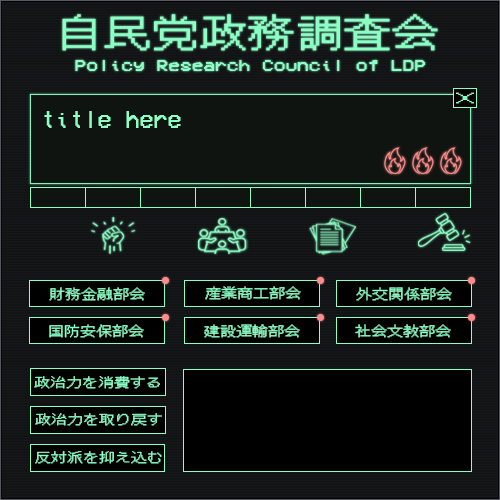 自民党政務調査会
Policy Research Council of LDP
title here
財務金融部会
産業商工部会
外交関係部会
国防安保部会
建設運輸部会
社会文教部会
政治力を消費する
政治力を取り戻す
反対派を抑え込む